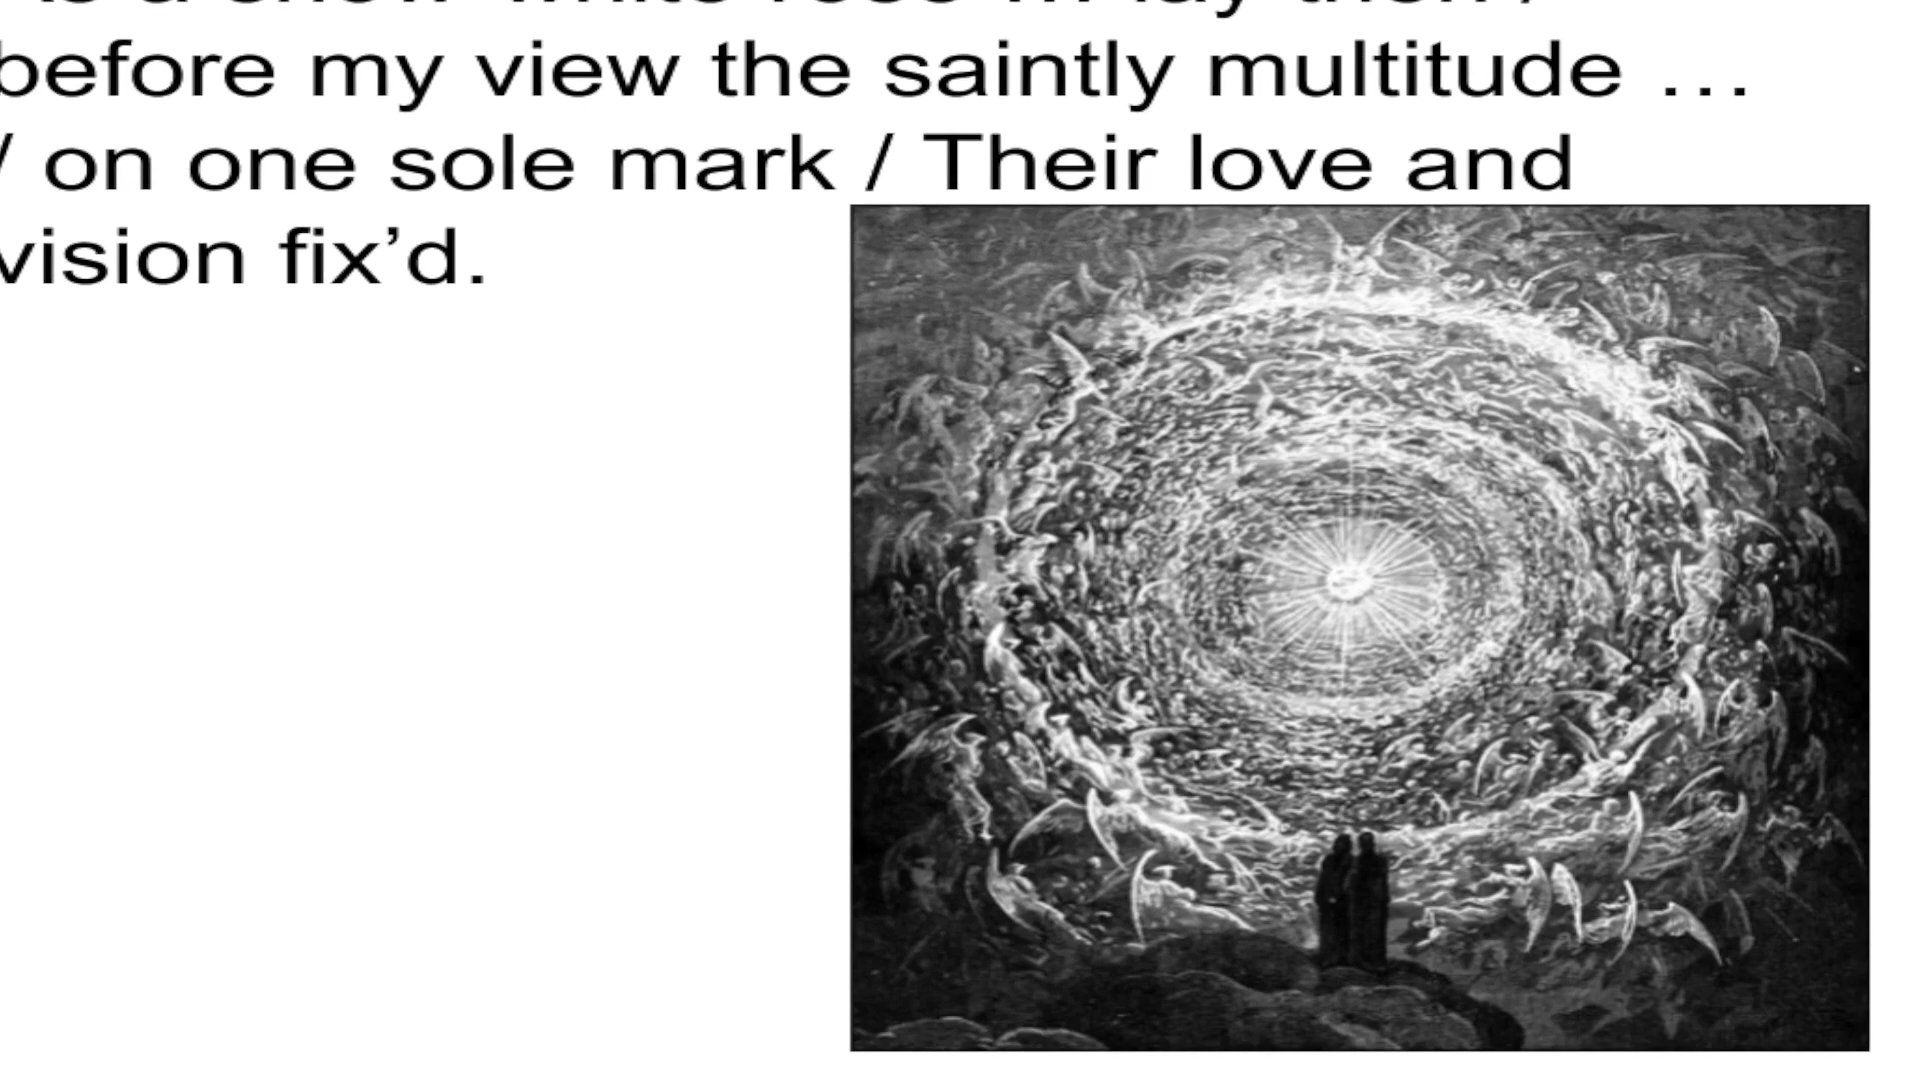 before my view the saintly multitude …
/ on one sole mark / Their love and
vision fix’d.